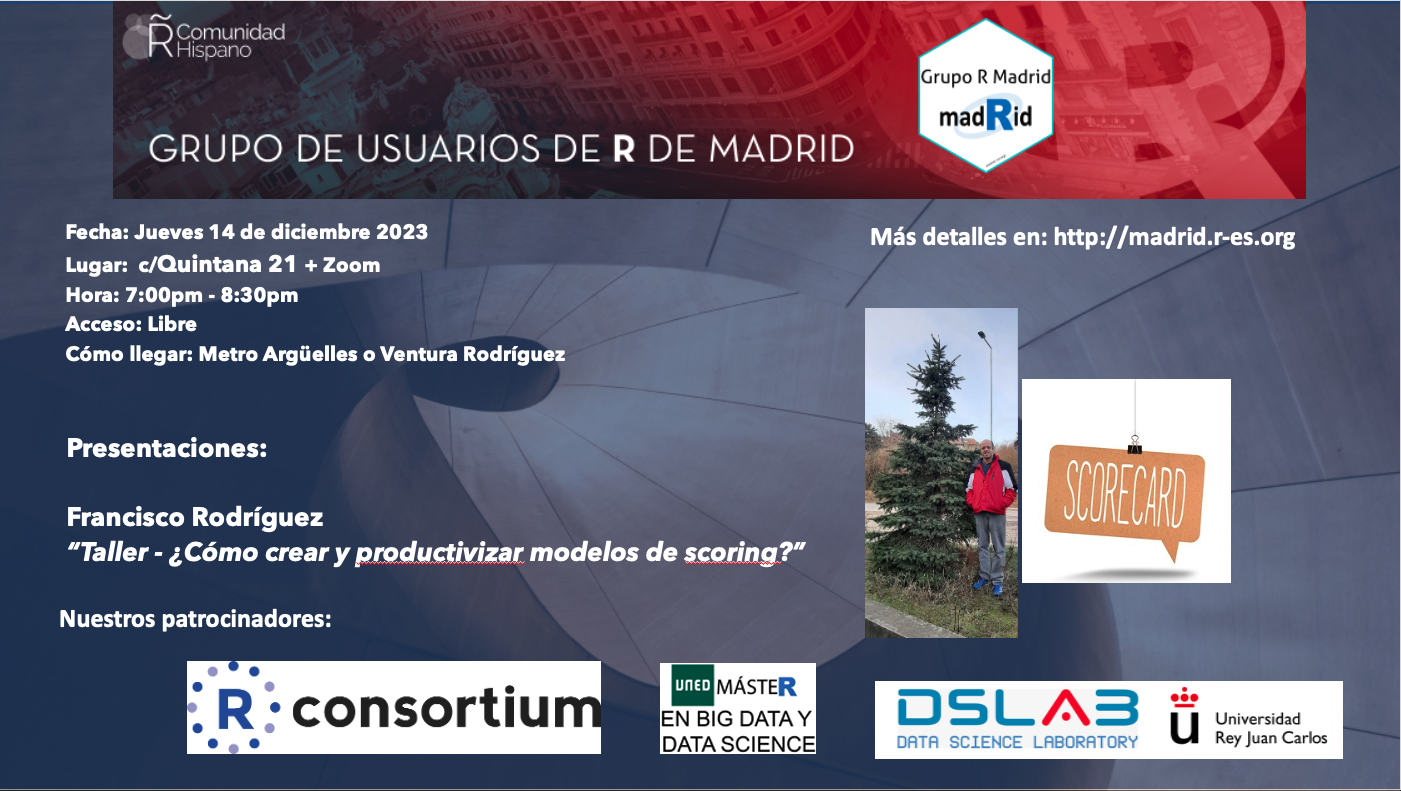 R̃ Comunidad
Hispano
GRUPO DE USUARIOS DE R DE MADRID
Grupo R Madrid
madRid
Fecha: Jueves 14 de diciembre 2023
Lugar: c/Quintana 21 + Zoom
Hora: 7:00pm - 8:30pm
Acceso: Libre
Cómo llegar: Metro Argüelles o Ventura Rodríguez
Más detalles en: http://madrid.r-es.org
Presentaciones:
Francisco Rodríguez
“Taller - ¿Cómo crear y productivizar modelos de scoring?”
SCORECARD
Nuestros patrocinadores:
R consortium
UNED MÁSTER
EN BIG DATA Y
DATA SCIENCE
DSLAB
DATA SCIENCE LABORATORY
u Universidad
Rey Juan Carlos